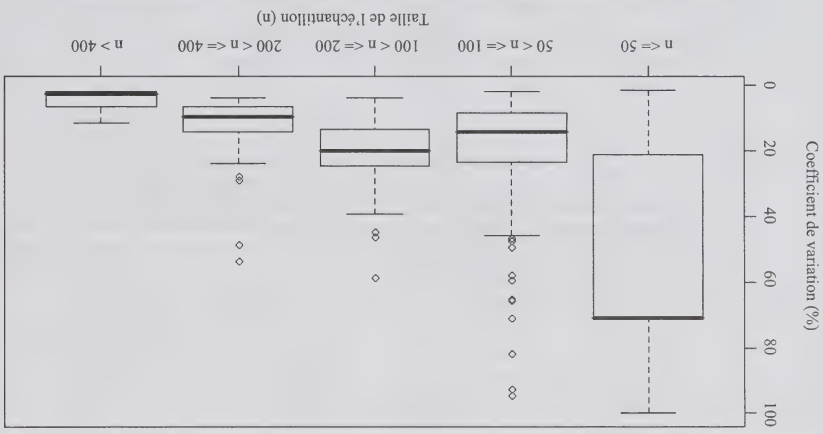 Coefficient de variation (%)
0
20
40
60
80
100
n <= 50
50 < n <= 100
100 < n <= 200
200 < n <= 400
n > 400
Taille de l'échantillon (n)